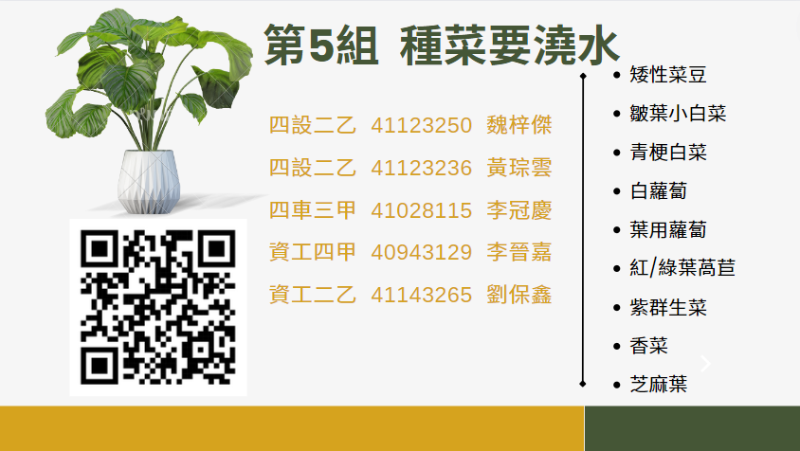 第5組 種菜要澆水
四設二乙 41123250 魏梓傑
四設二乙 41123236 黃琮雲
四車三甲 41028115 李冠慶
資工四甲 40943129 李晉嘉
資工二乙 41143265 劉保鑫
矮性菜豆
皺葉小白菜
青梗白菜
白蘿蔔
葉用蘿蔔
紅/綠葉萵苣
紫群生菜
香菜
芝麻葉